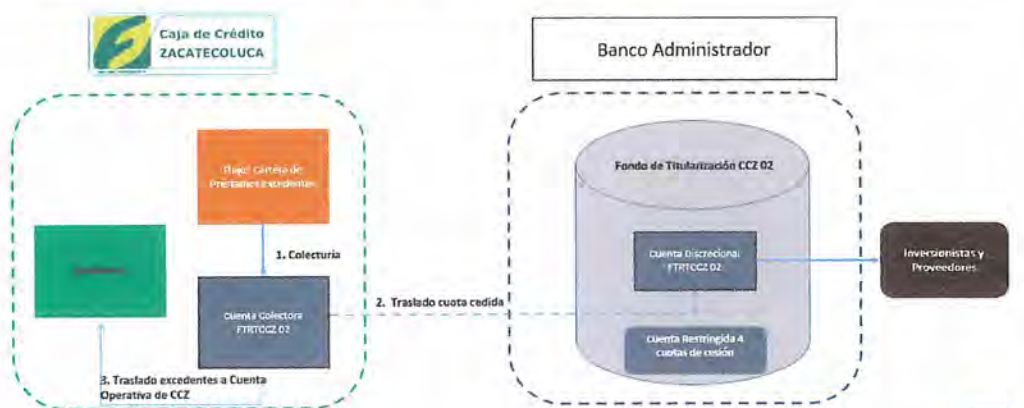 Caja de Crédito
ZACATECOLUCA
Banco Administrador
Cartera de
Préstamos Excedentes
Fondo de Titularización CCZ 02
1. Colecturia
Cuenta Discrecional
FTRTCCZ 02
Inversionistas y
Proveedores
Cuenta Colectora
FTRTCCZ 02
2. Traslado cuota cedida
Cuenta Restringida 4
cuotas de cesión
3. Traslado excedentes a Cuenta
Operativa de CCZ